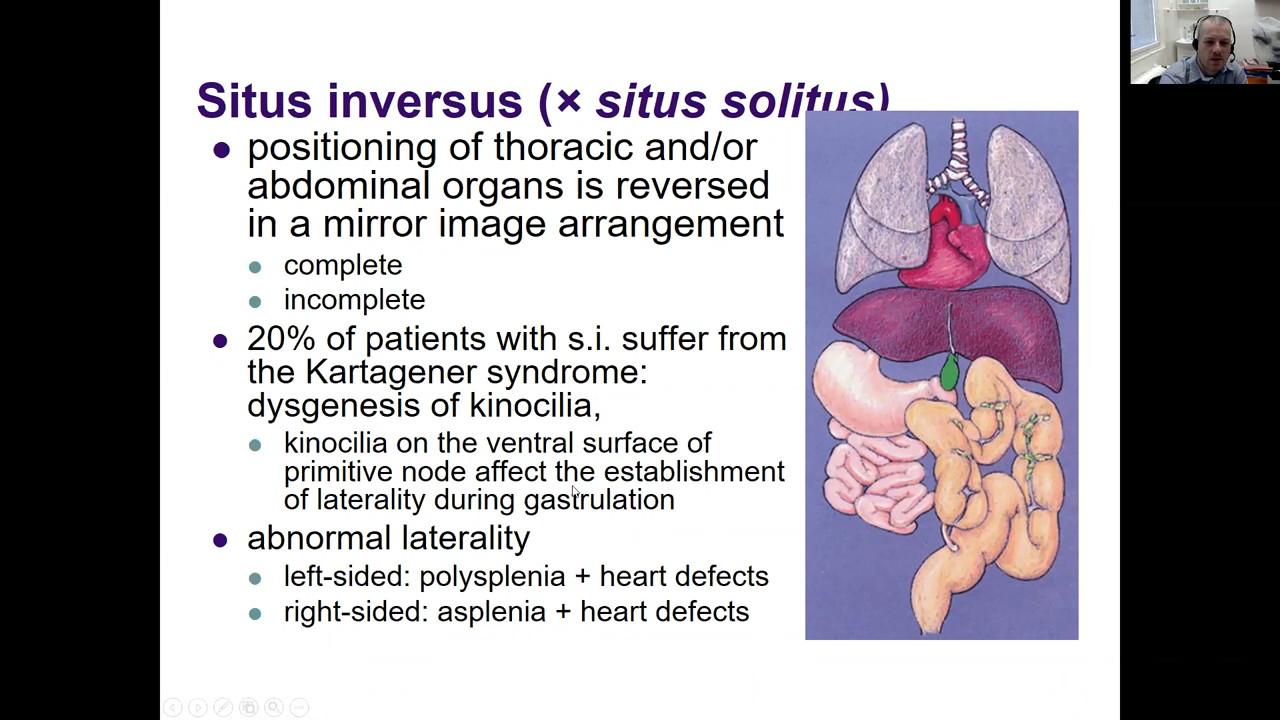 Situs inversus (× situs solitus)
positioning of thoracic and/or
abdominal organs is reversed
in a mirror image arrangement
complete
incomplete
20% of patients with s.i. suffer from
the Kartagener syndrome:
dysgenesis of kinocilia,
kinocilia on the ventral surface of
primitive node affect the establishment
of laterality during gastrulation
abnormal laterality
left-sided: polysplenia + heart defects
right-sided: asplenia + heart defects